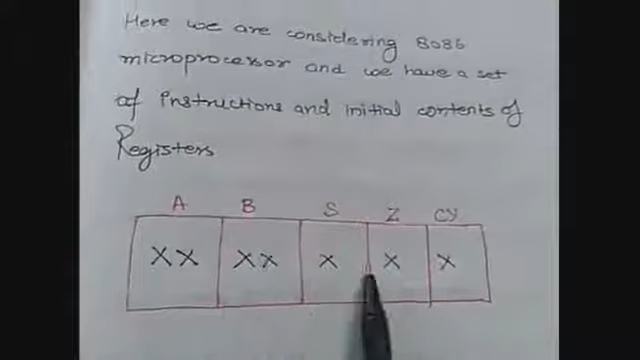 Here we are considering 8086
microprocessor and we have a set
of Instructions and initial contents of
Registers
A B S Z CY
XX XX X X X